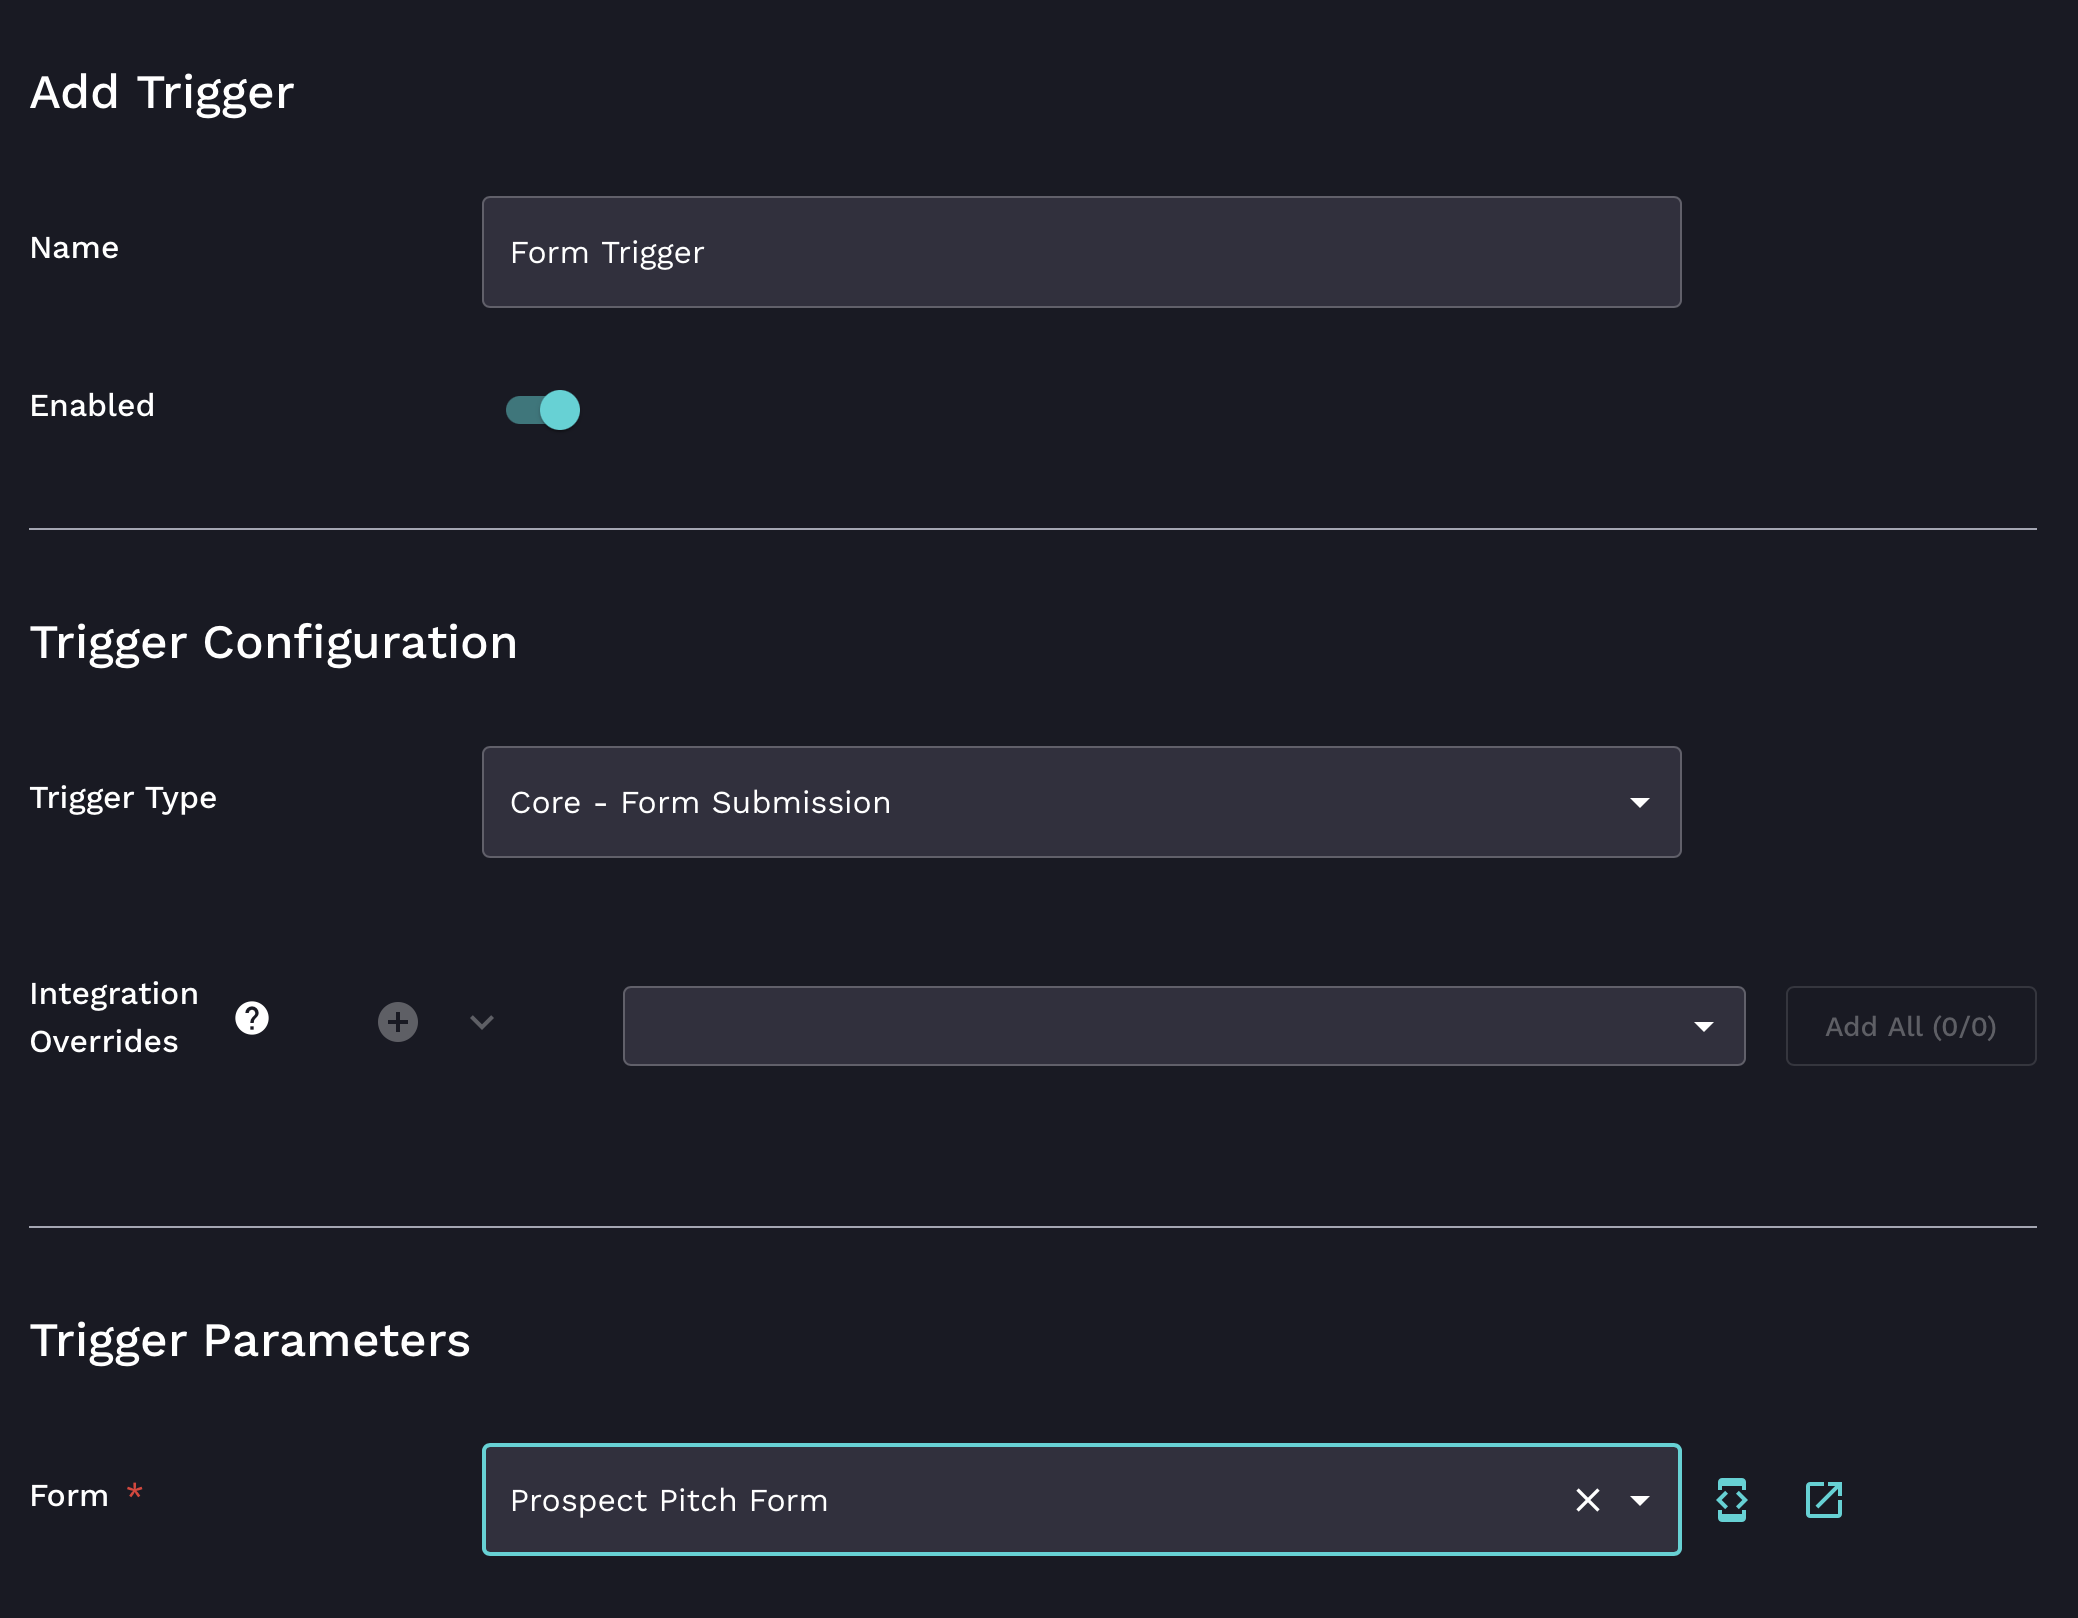 Add Trigger
Name
Form Trigger
Enabled
Trigger Configuration
Trigger Type
Core - Form Submission
Integration
Overrides
?
Add All (0/0)
Trigger Parameters
Form *
Prospect Pitch Form